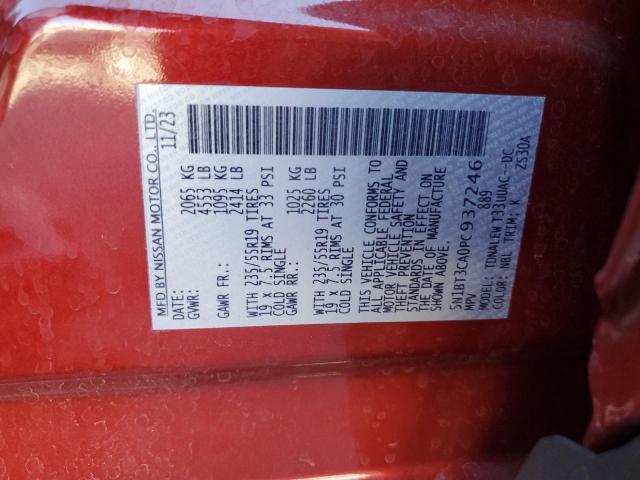 MFD BY NISSAN MOTOR CO., LTD.
DATE: 11/23
GVWR: 2065 KG
4553 LB
GAWR FR.: 1095 KG
2414 LB
WITH 235/55R19 TIRES
19 X 7.5 RIMS AT 33 PSI
COLD SINGLE
GAWR RR.: 1025 KG
2260 LB
WITH 235/55R19 TIRES
19 X 7.5 RIMS AT 30 PSI
COLD SINGLE
THIS VEHICLE CONFORMS TO
ALL APPLICABLE FEDERAL
MOTOR VEHICLE SAFETY AND
THEFT PREVENTION
STANDARDS IN EFFECT ON
THE DATE OF MANUFACTURE
SHOWN ABOVE.
5N1BT3CA0PC937246
MPV 889
MODEL: TDNALEW T33UUAC--DC
COLOR: NBL TRIM: K ZS30A